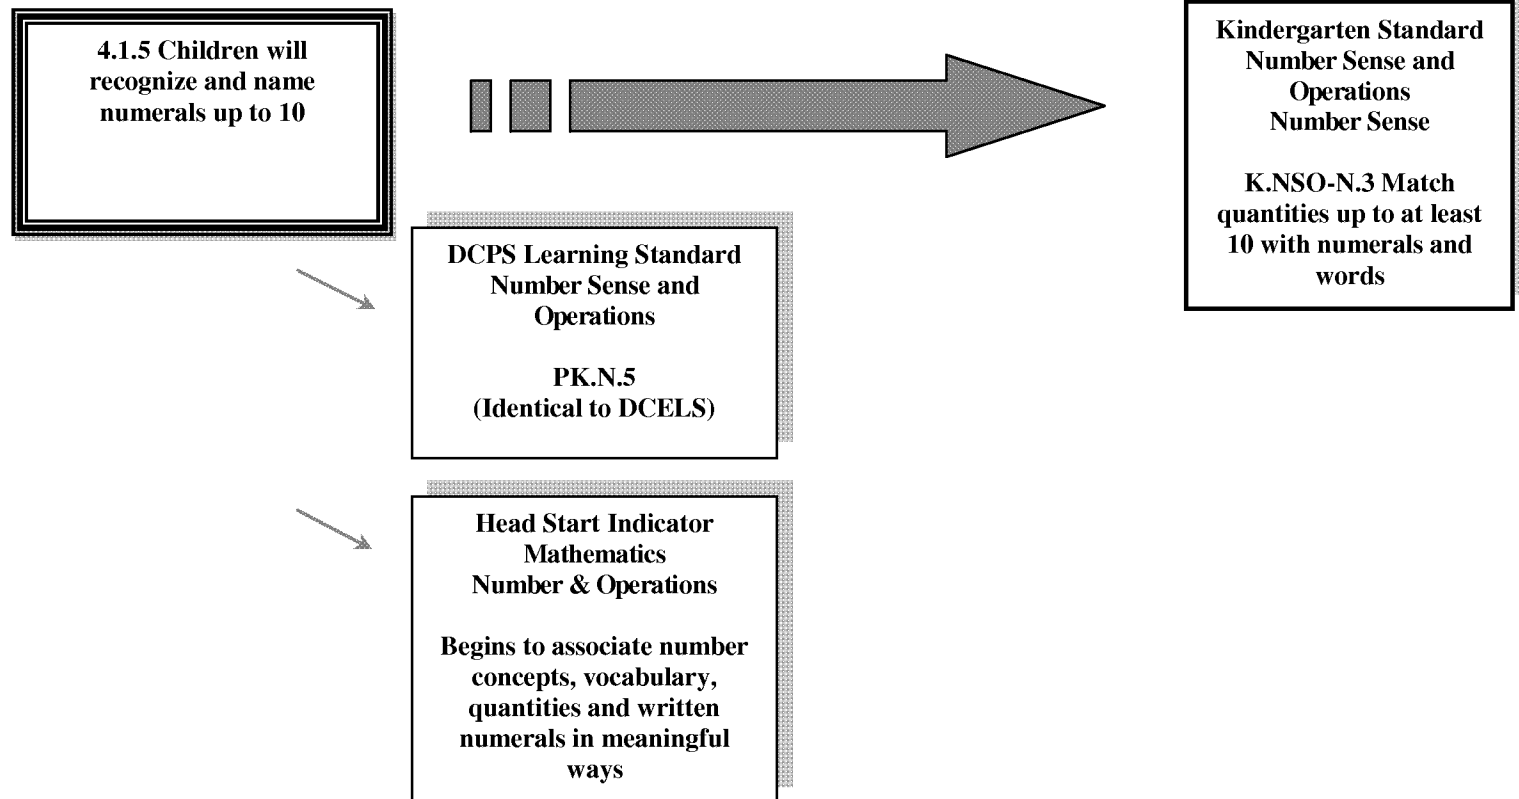 4.1.5 Children will
recognize and name
numerals up to 10
Kindergarten Standard
Number Sense and
Operations
Number Sense
K.NSO-N.3 Match
quantities up to at least
10 with numerals and
words
DCPS Learning Standard
Number Sense and
Operations
PK.N.5
(Identical to DCELS)
Head Start Indicator
Mathematics
Number & Operations
Begins to associate number
concepts, vocabulary,
quantities and written
numerals in meaningful
ways